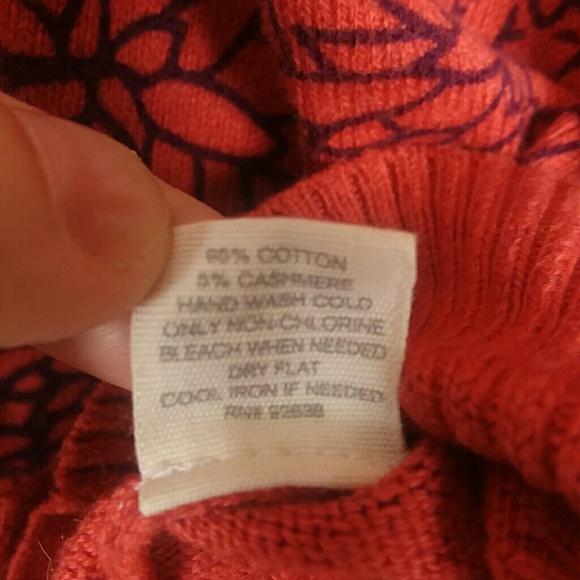 95% COTTON
5% CASHMERE
HAND WASH COLD
ONLY NON-CHLORINE
BLEACH WHEN NEEDED
DRY FLAT
COOL IRON IF NEEDED
RN#